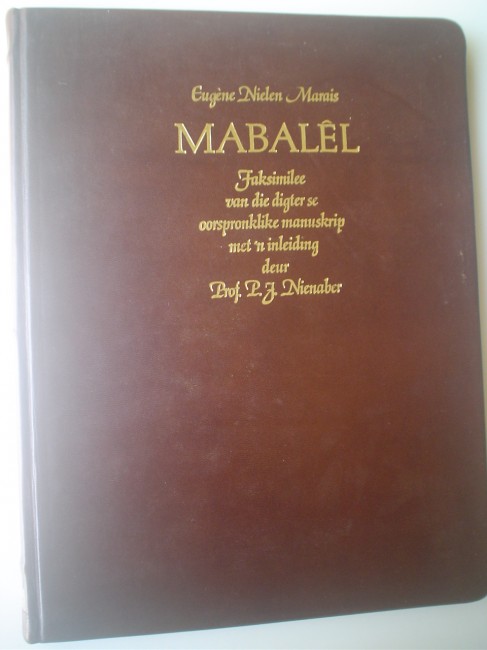 Eugène Nielen Marais
MABALÊL
Faksimilee
van die digter se
oorspronklike manuskrip
met 'n inleiding
deur
Prof. P. J. Nienaber